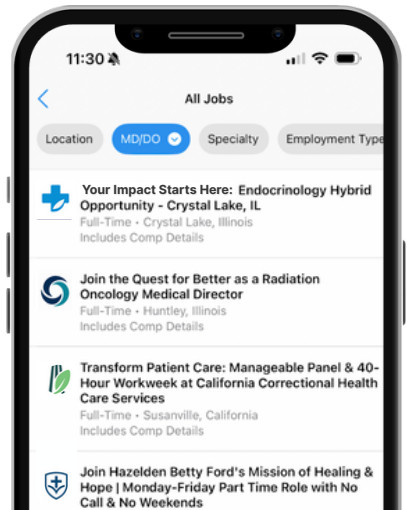 11:30
All Jobs
Location MD/DO Specialty Employment Type
Your Impact Starts Here: Endocrinology Hybrid
Opportunity - Crystal Lake, IL
Full-Time • Crystal Lake, Illinois
Includes Comp Details
Join the Quest for Better as a Radiation
Oncology Medical Director
Full-Time • Huntley, Illinois
Includes Comp Details
Transform Patient Care: Manageable Panel & 40-
Hour Workweek at California Correctional Health
Care Services
Full-Time • Susanville, California
Includes Comp Details
Join Hazelden Betty Ford's Mission of Healing &
Hope | Monday-Friday Part Time Role with No
Call & No Weekends